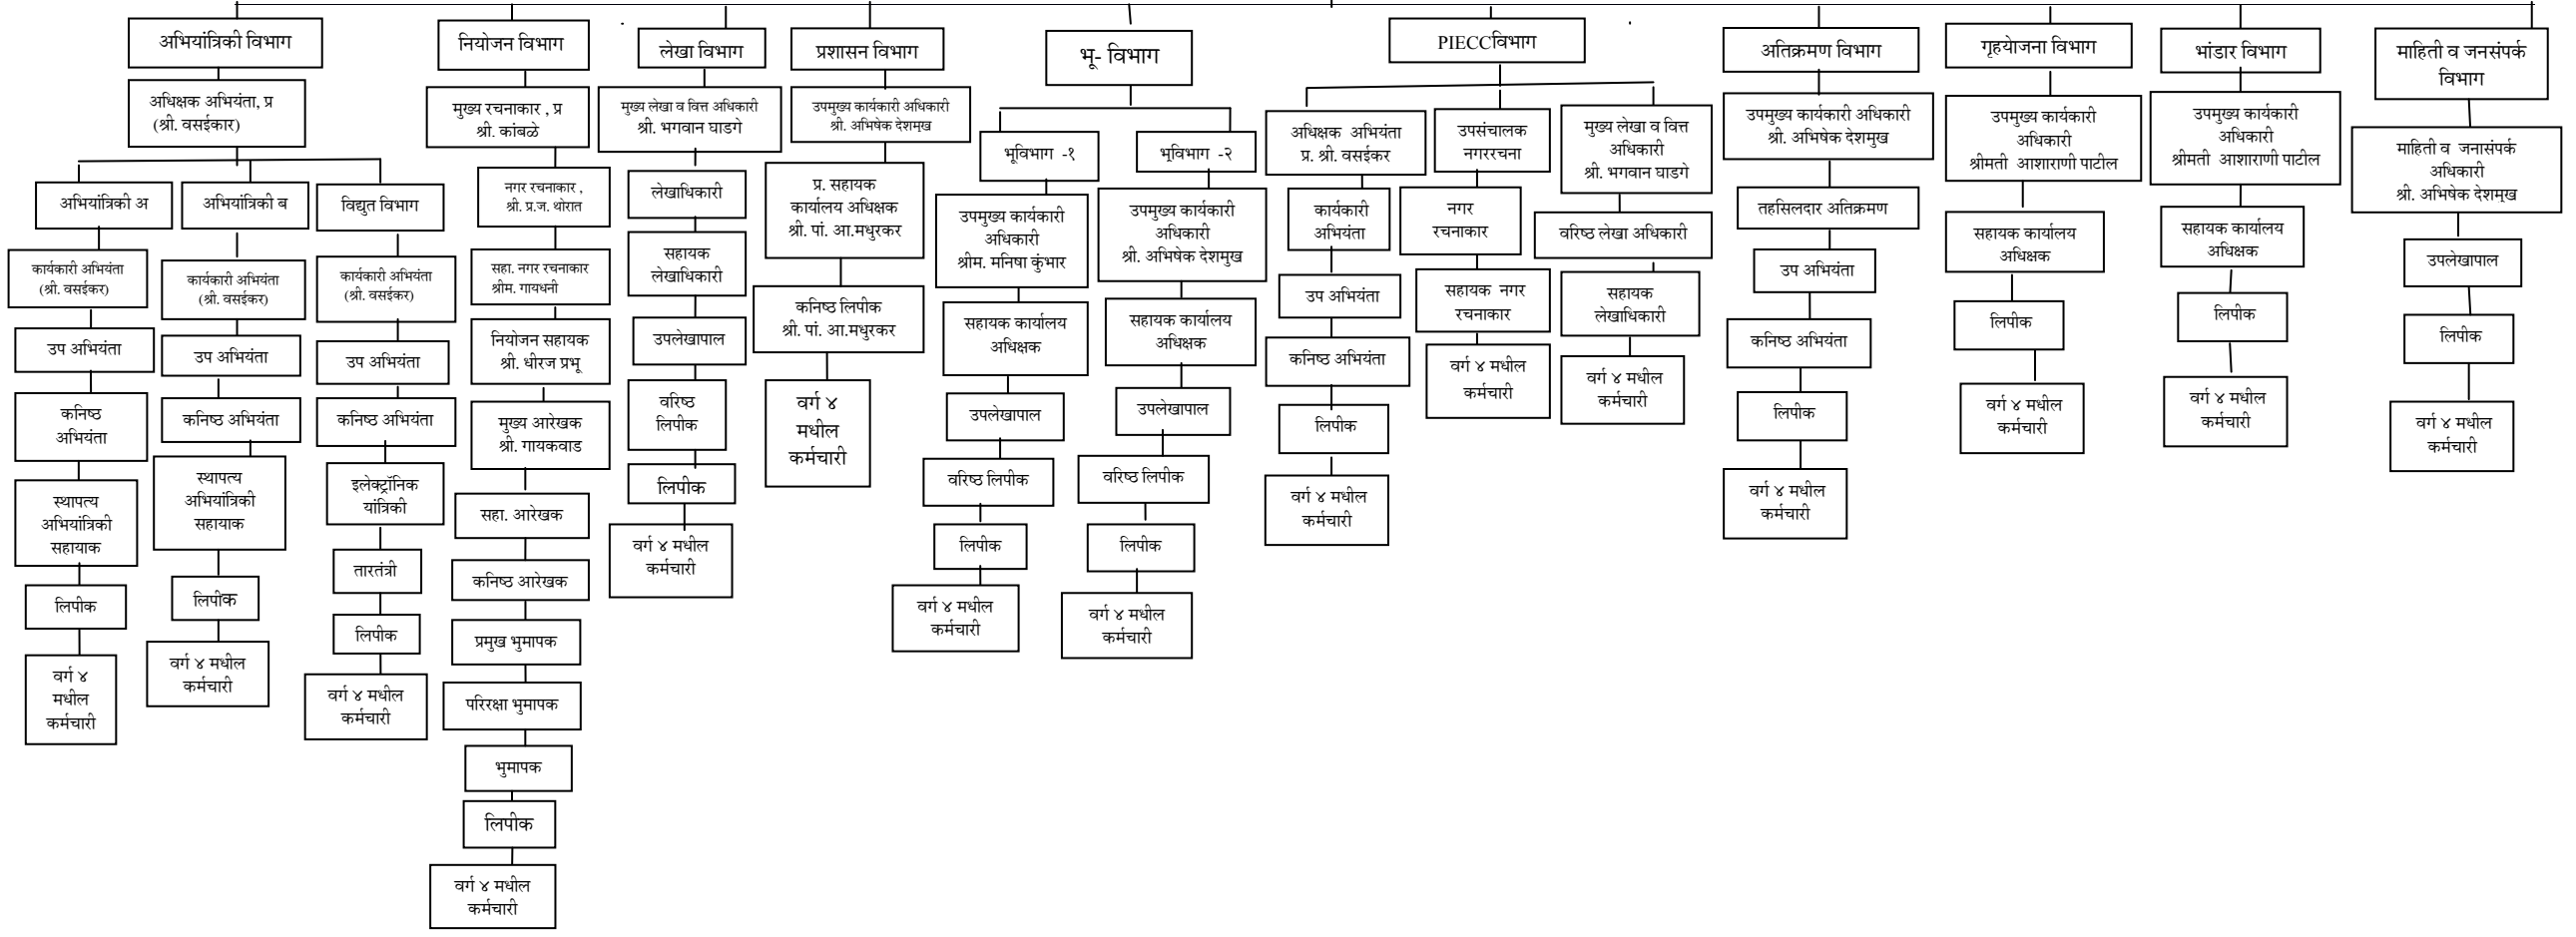 अभियांत्रिकी विभाग
अधिक्षक अभियंता, प्र
(श्री. वसईकार)
अभियांत्रिकी अ
कार्यकारी अभियंता
(श्री. वसईकर)
उप अभियंता
कनिष्ठ
अभियंता
स्थापत्य
अभियांत्रिकी
सहायाक
लिपीक
वर्ग ४
मधील
कर्मचारी
अभियांत्रिकी ब
कार्यकारी अभियंता
(श्री. वसईकर)
उप अभियंता
कनिष्ठ अभियंता
स्थापत्य
अभियांत्रिकी
सहायाक
लिपीक
वर्ग ४ मधील
कर्मचारी
विद्युत विभाग
कार्यकारी अभियंता
(श्री. वसईकर)
उप अभियंता
कनिष्ठ अभियंता
इलेक्ट्रॉनिक
यांत्रिकी
तारतंत्री
लिपीक
वर्ग ४ मधील
कर्मचारी
नियोजन विभाग
मुख्य रचनाकार , प्र
श्री. कांबळे
नगर रचनाकार ,
श्री. प्र.ज. थोरात
सहा. नगर रचनाकार
श्रीम. गायधनी
नियोजन सहायक
श्री. धीरज प्रभू
मुख्य आरेखक
श्री. गायकवाड
सहा. आरेखक
कनिष्ठ आरेखक
प्रमुख भुमापक
परिरक्षा भुमापक
भुमापक
लिपीक
वर्ग ४ मधील
कर्मचारी
लेखा विभाग
मुख्य लेखा व वित्त अधिकारी
श्री. भगवान घाडगे
लेखाधिकारी
सहायक
लेखाधिकारी
उपलेखापाल
वरिष्ठ
लिपीक
लिपीक
वर्ग ४ मधील
कर्मचारी
प्रशासन विभाग
उपमुख्य कार्यकारी अधिकारी
श्री. अभिषेक देशमुख
प्र. सहायक
कार्यालय अधिक्षक
श्री. पां. आ.मधुरकर
कनिष्ठ लिपीक
श्री. पां. आ.मधुरकर
वर्ग ४
मधील
कर्मचारी
भू- विभाग
भूविभाग -१
उपमुख्य कार्यकारी
अधिकारी
श्रीम. मनिषा कुंभार
सहायक कार्यालय
अधिक्षक
उपलेखापाल
वरिष्ठ लिपीक
लिपीक
वर्ग ४ मधील
कर्मचारी
भूविभाग -२
उपमुख्य कार्यकारी
अधिकारी
श्री. अभिषेक देशमुख
सहायक कार्यालय
अधिक्षक
उपलेखापाल
वरिष्ठ लिपीक
लिपीक
वर्ग ४ मधील
कर्मचारी
PIECCविभाग
अधिक्षक अभियंता
प्र. श्री. वसईकर
कार्यकारी
अभियंता
उप अभियंता
कनिष्ठ अभियंता
लिपीक
वर्ग ४ मधील
कर्मचारी
उपसंचालक
नगररचना
नगर
रचनाकार
सहायक नगर
रचनाकार
वर्ग ४ मधील
कर्मचारी
मुख्य लेखा व वित्त
अधिकारी
श्री. भगवान घाडगे
वरिष्ठ लेखा अधिकारी
सहायक
लेखाधिकारी
वर्ग ४ मधील
कर्मचारी
अतिक्रमण विभाग
उपमुख्य कार्यकारी अधिकारी
श्री. अभिषेक देशमुख
तहसिलदार अतिक्रमण
उप अभियंता
कनिष्ठ अभियंता
लिपीक
वर्ग ४ मधील
कर्मचारी
गृहयेाजना विभाग
उपमुख्य कार्यकारी
अधिकारी
श्रीमती आशाराणी पाटील
सहायक कार्यालय
अधिक्षक
लिपीक
वर्ग ४ मधील
कर्मचारी
भांडार विभाग
उपमुख्य कार्यकारी
अधिकारी
श्रीमती आशाराणी पाटील
सहायक कार्यालय
अधिक्षक
लिपीक
वर्ग ४ मधील
कर्मचारी
माहिती व जनसंपर्क
विभाग
माहिती व जनासंपर्क
अधिकारी
श्री. अभिषेक देशमुख
उपलेखापाल
लिपीक
वर्ग ४ मधील
कर्मचारी